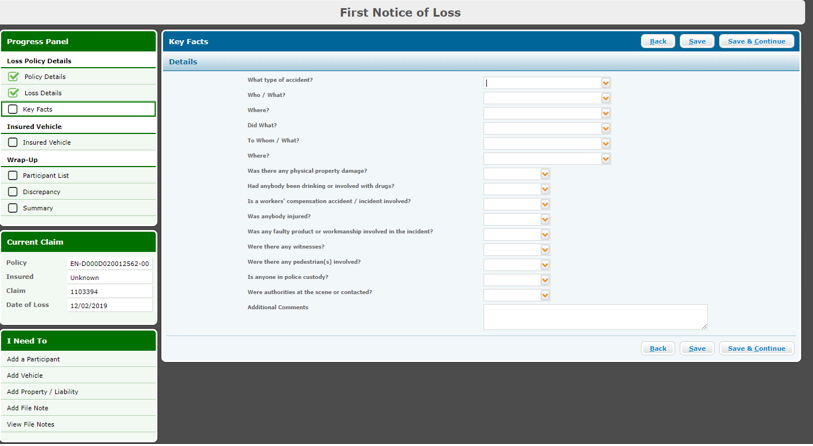 First Notice of Loss
Progress Panel
Loss Policy Details
Policy Details
Loss Details
Key Facts
Insured Vehicle
Insured Vehicle
Wrap-Up
Participant List
Discrepancy
Summary
Current Claim
Policy EN-D000D020012562-00
Insured Unknown
Claim 1103394
Date of Loss 12/02/2019
I Need To
Add a Participant
Add Vehicle
Add Property / Liability
Add File Note
View File Notes
Key Facts Back Save Save & Continue
Details
What type of accident?
Who / What?
Where?
Did What?
To Whom / What?
Where?
Was there any physical property damage?
Had anybody been drinking or involved with drugs?
Is a workers' compensation accident / incident involved?
Was anybody injured?
Was any faulty product or workmanship involved in the incident?
Were there any witnesses?
Were there any pedestrian(s) involved?
Is anyone in police custody?
Were authorities at the scene or contacted?
Additional Comments
Back Save Save & Continue